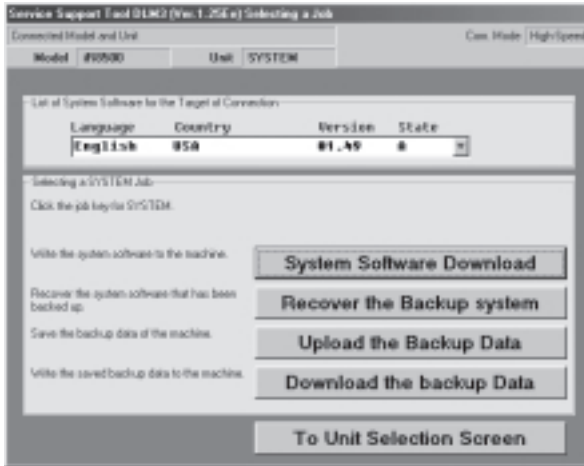 Service Support Tool DLM3 (Ver.1.25Ee) Selecting a Job
Connected Model and Unit
Com. Mode High Speed
Model iR8500 Unit SYSTEM
List of System Software for the Target of Connection
Language Country Version State
English USA 01.49 A
Selecting a SYSTEM Job
Click the job key for SYSTEM.
Write the system software to the machine.
System Software Download
Recover the system software that has been backed up.
Recover the Backup system
Save the backup data of the machine.
Upload the Backup Data
Write the saved backup data to the machine.
Download the backup Data
To Unit Selection Screen